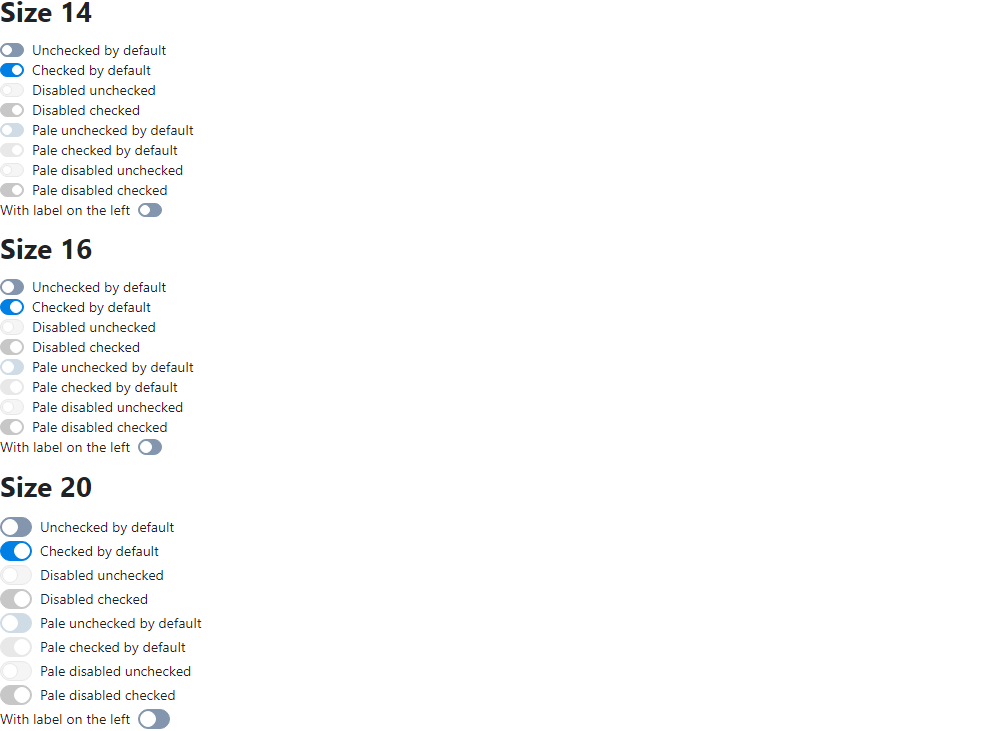 Size 14
Unchecked by default
Checked by default
Disabled unchecked
Disabled checked
Pale unchecked by default
Pale checked by default
Pale disabled unchecked
Pale disabled checked
With label on the left
Size 16
Unchecked by default
Checked by default
Disabled unchecked
Disabled checked
Pale unchecked by default
Pale checked by default
Pale disabled unchecked
Pale disabled checked
With label on the left
Size 20
Unchecked by default
Checked by default
Disabled unchecked
Disabled checked
Pale unchecked by default
Pale checked by default
Pale disabled unchecked
Pale disabled checked
With label on the left